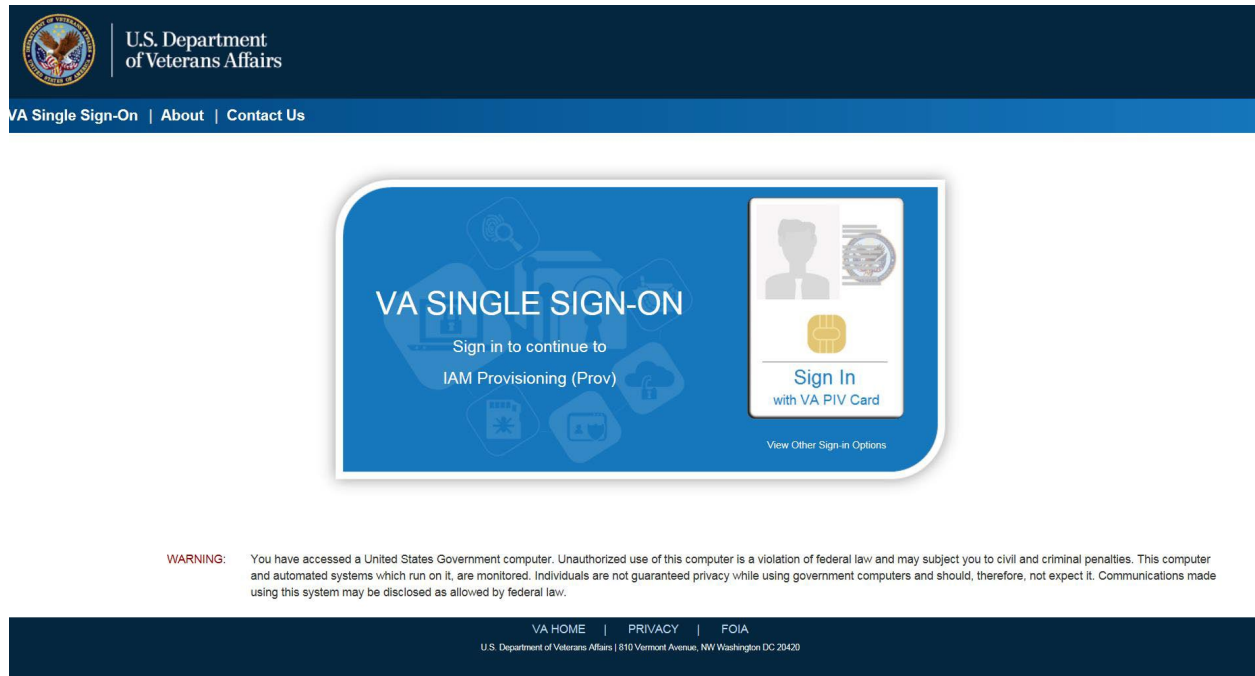 U.S. Department
of Veterans Affairs
VA Single Sign-On | About | Contact Us
VA SINGLE SIGN-ON
Sign in to continue to
IAM Provisioning (Prov)
Sign In
with VA PIV Card
View Other Sign-in Options
WARNING: You have accessed a United States Government computer. Unauthorized use of this computer is a violation of federal law and may subject you to civil and criminal penalties. This computer
and automated systems which run on it, are monitored. Individuals are not guaranteed privacy while using government computers and should, therefore, not expect it. Communications made
using this system may be disclosed as allowed by federal law.
VA HOME | PRIVACY | FOIA
U.S. Department of Veterans Affairs | 810 Vermont Avenue, NW Washington DC 20420